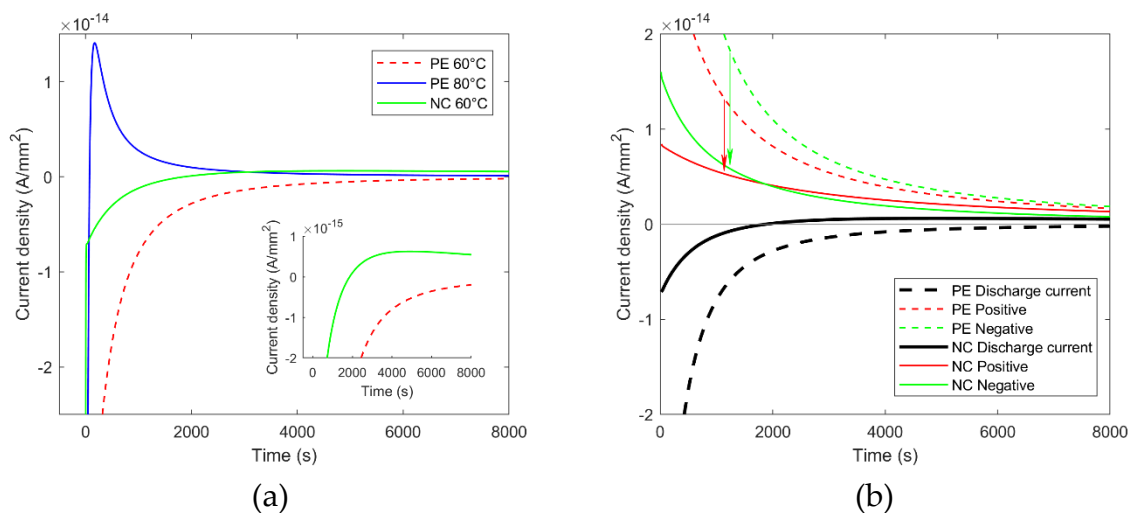 ×10⁻¹⁴
1
0
-1
-2
Current density (A/mm²)
0
2000
4000
6000
8000
Time (s)
PE 60°C
PE 80°C
NC 60°C
×10⁻¹⁵
1
0
-1
-2
Current density (A/mm²)
0
2000
4000
6000
8000
Time (s)
(a)
×10⁻¹⁴
2
1
0
-1
-2
Current density (A/mm²)
0
2000
4000
6000
8000
Time (s)
PE Discharge current
PE Positive
PE Negative
NC Discharge current
NC Positive
NC Negative
(b)